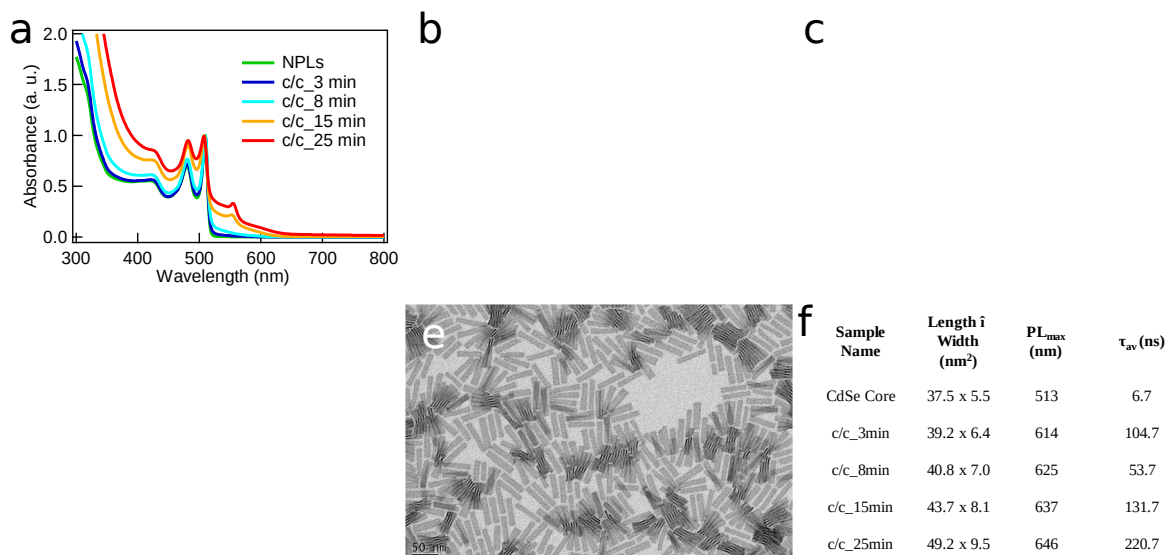 a
b
c
2.0
1.5
1.0
0.5
0.0
Absorbance (a. u.)
NPLs
c/c_3 min
c/c_8 min
c/c_15 min
c/c_25 min
300
400
500
600
700
800
Wavelength (nm)
e
50 nm
f
Sample Name
Length î Width (nm²)
PLmax (nm)
τav (ns)
CdSe Core 37.5 x 5.5 513 6.7
c/c_3min 39.2 x 6.4 614 104.7
c/c_8min 40.8 x 7.0 625 53.7
c/c_15min 43.7 x 8.1 637 131.7
c/c_25min 49.2 x 9.5 646 220.7